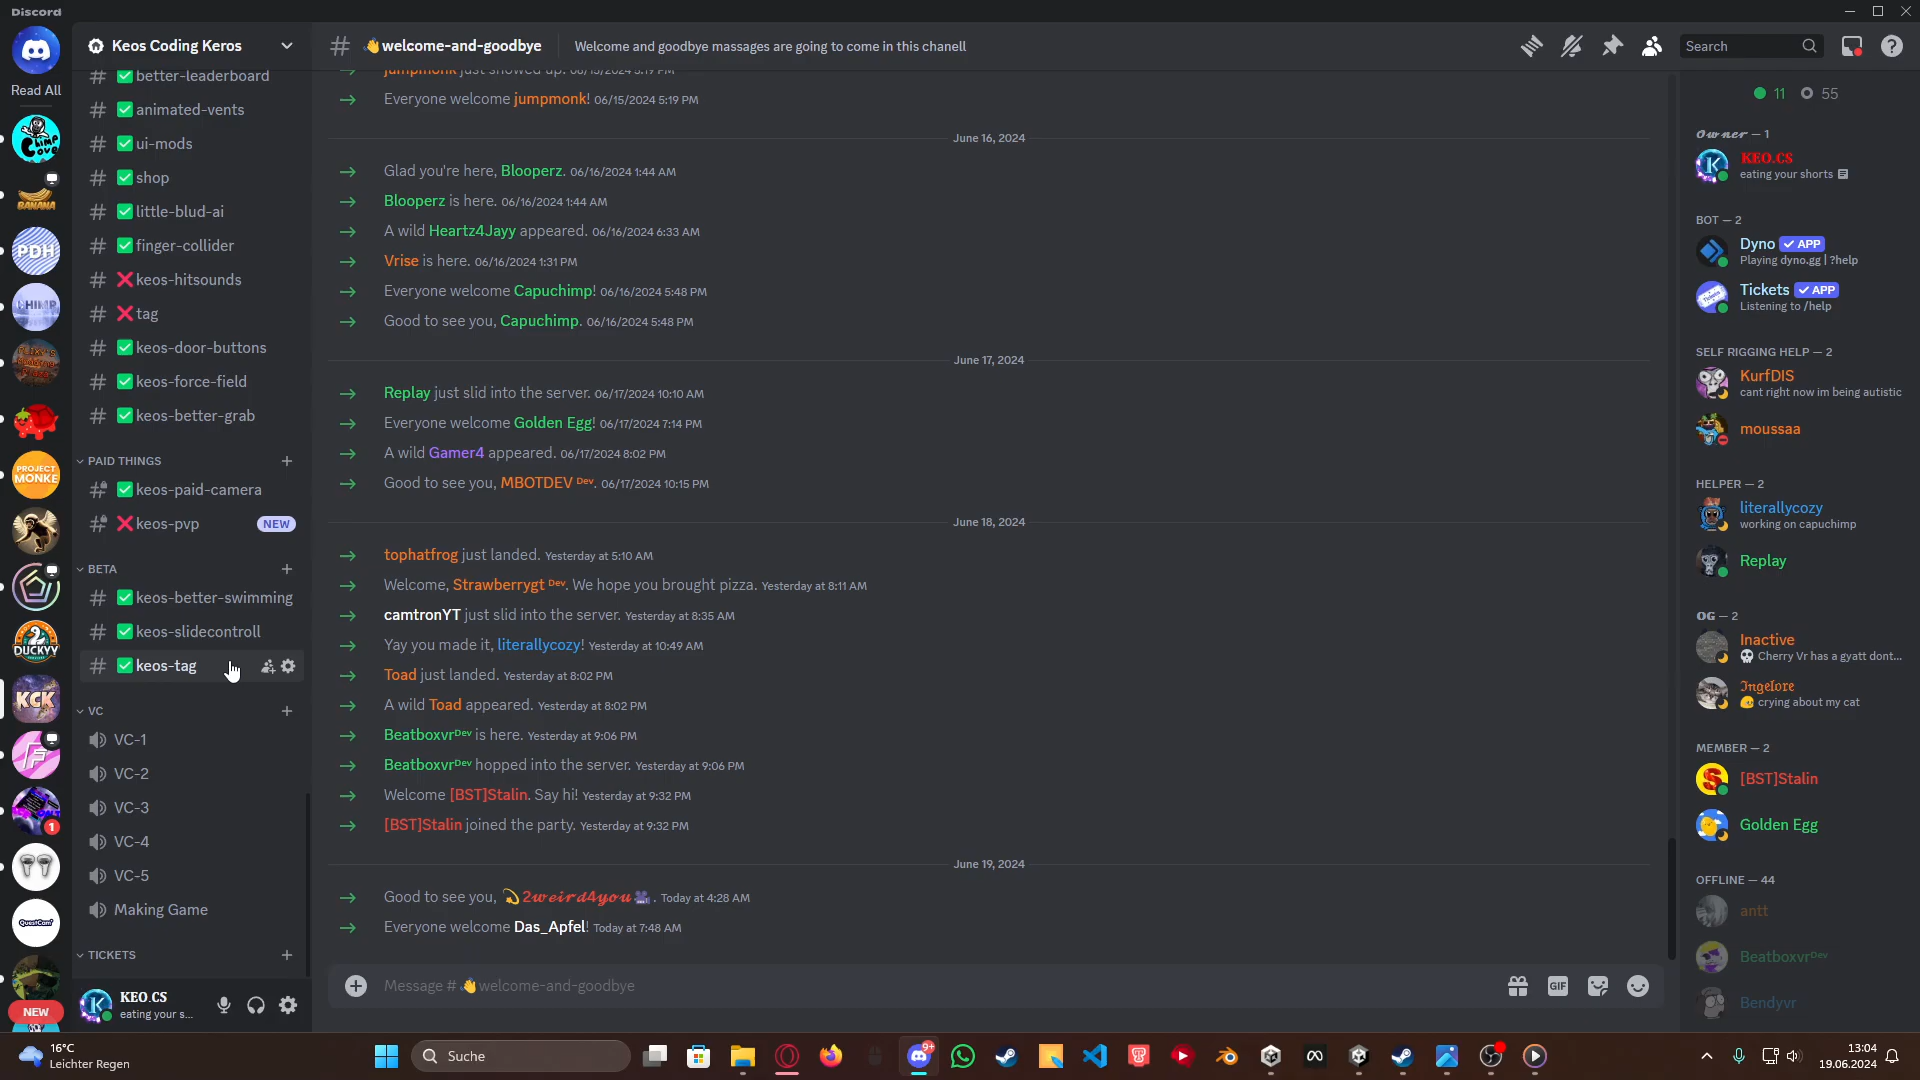 Discord
Read All
Keos Coding Keros
better-leaderboard
animated-vents
ui-mods
shop
little-blud-ai
finger-collider
keos-hitsounds
tag
keos-door-buttons
keos-force-field
keos-better-grab
PAID THINGS
keos-paid-camera
keos-pvp NEW
BETA
keos-better-swimming
keos-slidecontroll
keos-tag
VC
VC-1
VC-2
VC-3
VC-4
VC-5
Making Game
TICKETS
KEO.CS
eating your s...
BANANA
PDH
PROJECT
MONKE
DUCKYY
KCK
1
NEW
👋welcome-and-goodbye
Welcome and goodbye massages are going to come in this chanell
Search
jumpmonk just showed up. 06/15/2024 5:19 PM
Everyone welcome jumpmonk! 06/15/2024 5:19 PM
June 16, 2024
Glad you're here, Blooperz. 06/16/2024 1:44 AM
Blooperz is here. 06/16/2024 1:44 AM
A wild Heartz4Jayy appeared. 06/16/2024 6:33 AM
Vrise is here. 06/16/2024 1:31 PM
Everyone welcome Capuchimp! 06/16/2024 5:48 PM
Good to see you, Capuchimp. 06/16/2024 5:48 PM
June 17, 2024
Replay just slid into the server. 06/17/2024 10:10 AM
Everyone welcome Golden Egg! 06/17/2024 7:14 PM
A wild Gamer4 appeared. 06/17/2024 8:02 PM
Good to see you, MBOTDEV ᴰᵉᵛ. 06/17/2024 10:15 PM
June 18, 2024
tophatfrog just landed. Yesterday at 5:10 AM
Welcome, Strawberrygt ᴰᵉᵛ. We hope you brought pizza. Yesterday at 8:11 AM
camtronYT just slid into the server. Yesterday at 8:35 AM
Yay you made it, literallycozy! Yesterday at 10:49 AM
Toad just landed. Yesterday at 8:02 PM
A wild Toad appeared. Yesterday at 8:02 PM
Beatboxvrᴰᵉᵛ is here. Yesterday at 9:06 PM
Beatboxvrᴰᵉᵛ hopped into the server. Yesterday at 9:06 PM
Welcome [BST]Stalin. Say hi! Yesterday at 9:32 PM
[BST]Stalin joined the party. Yesterday at 9:32 PM
June 19, 2024
Good to see you, 💫2𝔀𝓮𝓲𝓻𝓭4𝔂𝓸𝓾🎥. Today at 4:28 AM
Everyone welcome Das_Apfel! Today at 7:48 AM
Message #👋welcome-and-goodbye
GIF
11 55
𝓞𝔀𝓷𝓮𝓻 — 1
KEO.CS
eating your shorts
BOT — 2
Dyno APP
Playing dyno.gg | ?help
Tickets APP
Listening to /help
SELF RIGGING HELP — 2
KurfDIS
cant right now im being autistic
moussaa
HELPER — 2
literallycozy
working on capuchimp
Replay
OG — 2
Inactive
💀 Cherry Vr has a gyatt dont...
𝕴𝖓𝖌𝖊𝖑𝖔𝖗𝖊
crying about my cat
MEMBER — 2
[BST]Stalin
Golden Egg
OFFLINE — 44
antt
Beatboxvrᴰᵉᵛ
Bendyvr
16°C
Leichter Regen
Suche
9+
13:04
19.06.2024